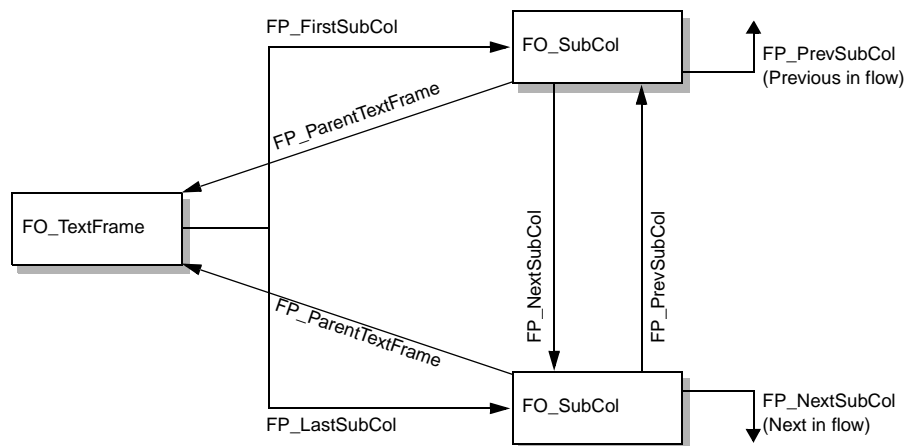 FP_FirstSubCol
FO_SubCol
FP_PrevSubCol
(Previous in flow)
FP_ParentTextFrame
FO_TextFrame
FP_NextSubCol
FP_PrevSubCol
FP_ParentTextFrame
FO_SubCol
FP_NextSubCol
(Next in flow)
FP_LastSubCol